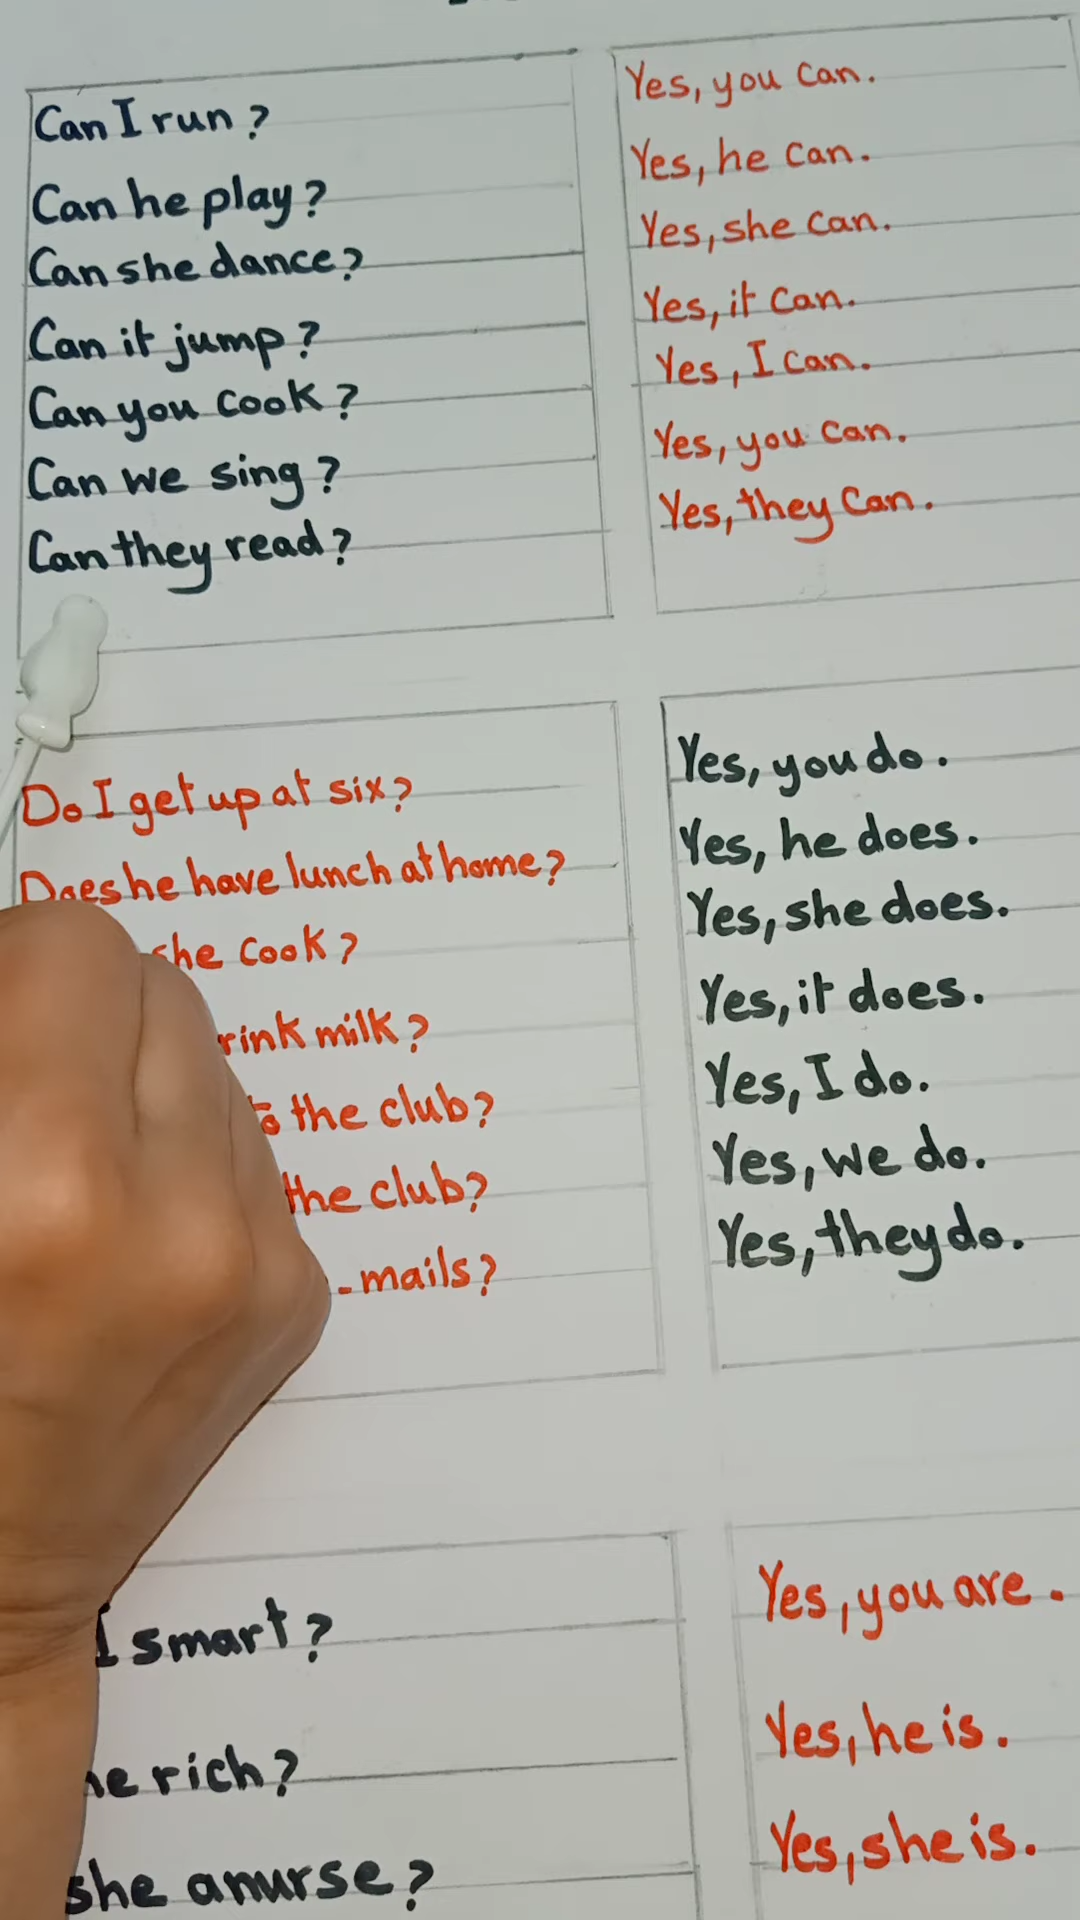 Can I run ?
Can he play ?
Can she dance?
Can it jump ?
Can you cook ?
Can we sing ?
Can they read ?
Yes, you can.
Yes, he can.
Yes, she can.
Yes, it can.
Yes, I can.
Yes, you can.
Yes, they can.
Do I get up at six?
Does he have lunch at home?
she cook?
milk?
to the club?
the club?
mails?
Yes, you do.
Yes, he does.
Yes, she does.
Yes, it does.
Yes, I do.
Yes, we do.
Yes, they do.
I smart?
rich?
she a nurse?
Yes, you are.
Yes, he is.
Yes, she is.